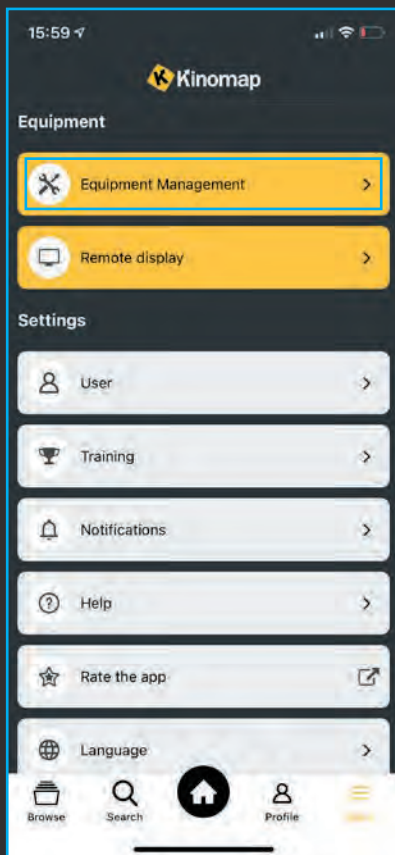 15:59
Kinomap
Equipment
Equipment Management
Remote display
Settings
User
Training
Notifications
Help
Rate the app
Language
Browse
Search
Profile